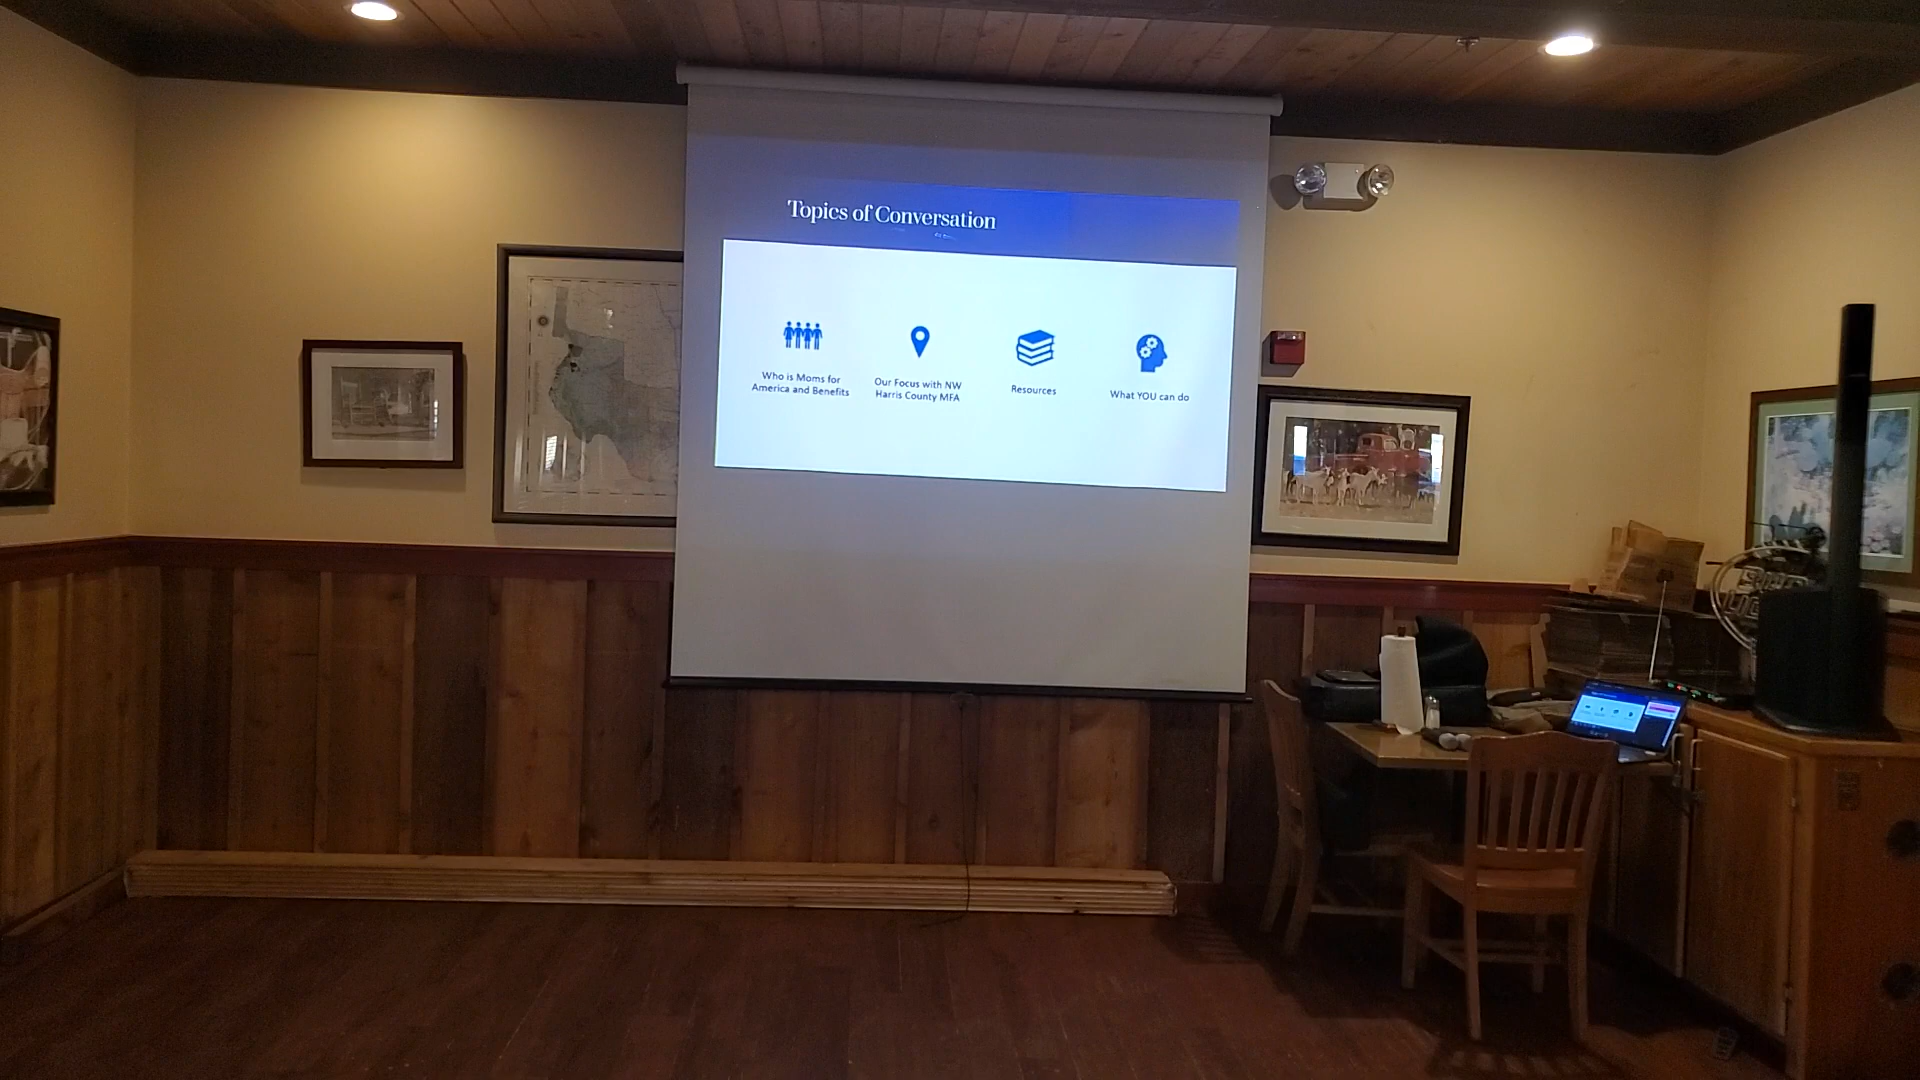 Topics of Conversation
Who is Moms for
America and Benefits
Our Focus with NW
Harris County MFA
Resources
What YOU can do